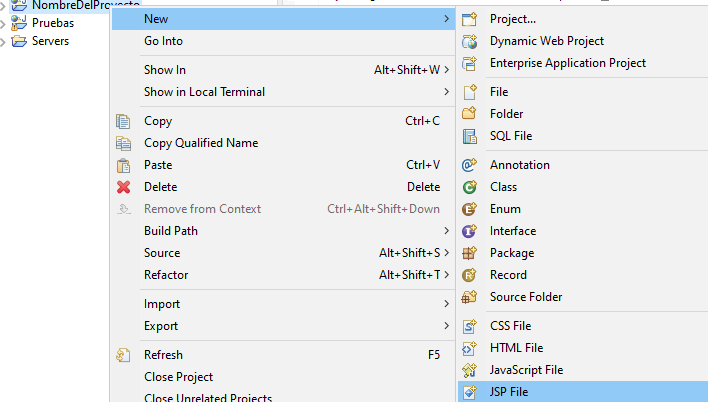 NombreDelProyecto
Pruebas
Servers
New
Go Into
Show In Alt+Shift+W
Show in Local Terminal
Copy Ctrl+C
Copy Qualified Name
Paste Ctrl+V
Delete Delete
Remove from Context Ctrl+Alt+Shift+Down
Build Path
Source Alt+Shift+S
Refactor Alt+Shift+T
Import
Export
Refresh F5
Close Project
Close Unrelated Projects
Project...
Dynamic Web Project
Enterprise Application Project
File
Folder
SQL File
Annotation
Class
Enum
Interface
Package
Record
Source Folder
CSS File
HTML File
JavaScript File
JSP File